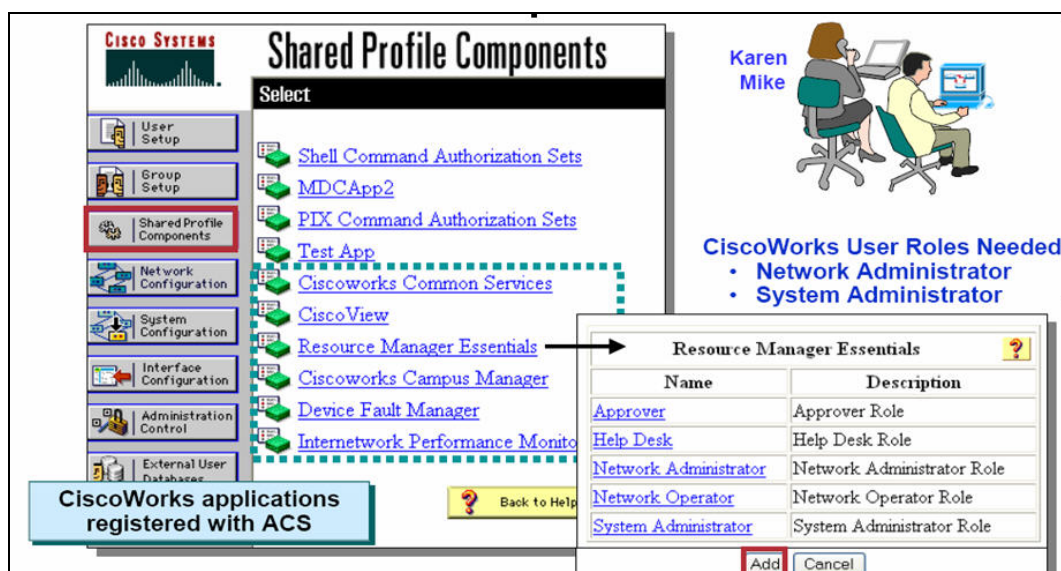 CISCO SYSTEMS
Shared Profile Components
Select
User
Setup
Group
Setup
Shared Profile
Components
Network
Configuration
System
Configuration
Interface
Configuration
Administration
Control
External User
Databases
Shell Command Authorization Sets
MDCApp2
PIX Command Authorization Sets
Test App
Ciscoworks Common Services
CiscoView
Resource Manager Essentials
Ciscoworks Campus Manager
Device Fault Manager
Internetwork Performance Monito
? Back to Help
CiscoWorks applications
registered with ACS
Karen
Mike
CiscoWorks User Roles Needed
• Network Administrator
• System Administrator
Resource Manager Essentials ?
Name Description
Approver Approver Role
Help Desk Help Desk Role
Network Administrator Network Administrator Role
Network Operator Network Operator Role
System Administrator System Administrator Role
Add Cancel